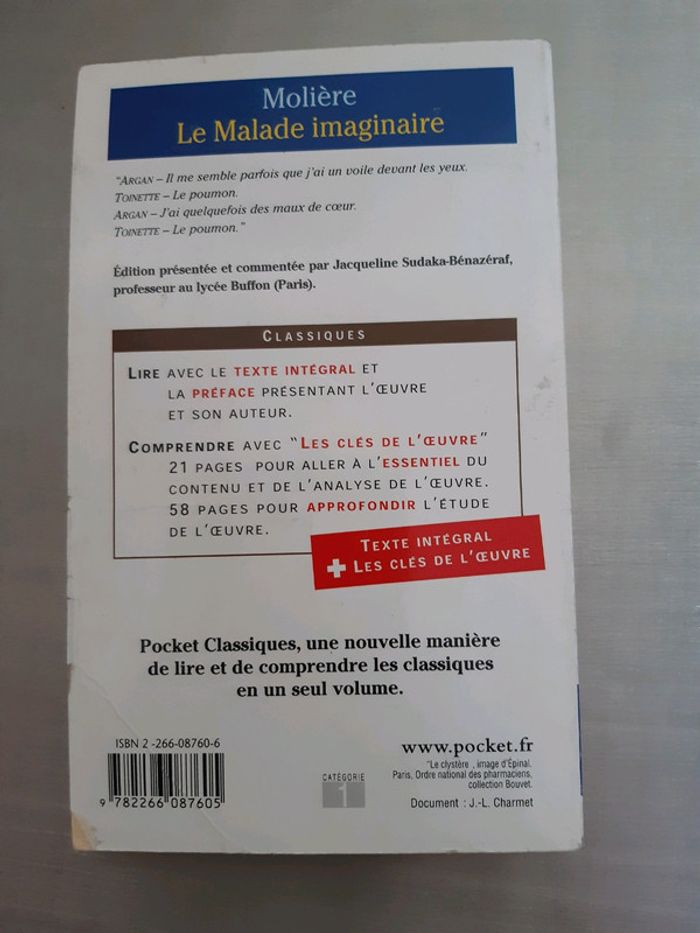 Molière
Le Malade imaginaire
"ARGAN – Il me semble parfois que j'ai un voile devant les yeux.
TOINETTE – Le poumon.
ARGAN – J'ai quelquefois des maux de cœur.
TOINETTE – Le poumon."
Édition présentée et commentée par Jacqueline Sudaka-Bénazéraf,
professeur au lycée Buffon (Paris).
CLASSIQUES
LIRE AVEC LE TEXTE INTÉGRAL ET
LA PRÉFACE PRÉSENTANT L'ŒUVRE
ET SON AUTEUR.
COMPRENDRE AVEC "LES CLÉS DE L'ŒUVRE"
21 PAGES POUR ALLER À L'ESSENTIEL DU
CONTENU ET DE L'ANALYSE DE L'ŒUVRE.
58 PAGES POUR APPROFONDIR L'ÉTUDE
DE L'ŒUVRE.
TEXTE INTÉGRAL
+ LES CLÉS DE L'ŒUVRE
Pocket Classiques, une nouvelle manière
de lire et de comprendre les classiques
en un seul volume.
ISBN 2 -266-08760-6
9 782266 087605
CATÉGORIE
1
www.pocket.fr
"Le clystère , image d'Épinal.
Paris, Ordre national des pharmaciens,
collection Bouvet.
Document : J.-L. Charmet